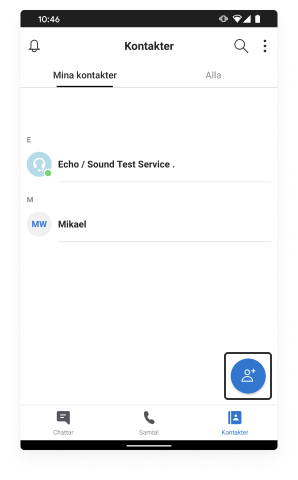 10:46
Kontakter
Mina kontakter
Alla
E
Echo / Sound Test Service .
M
MW
Mikael
Chattar
Samtal
Kontakter